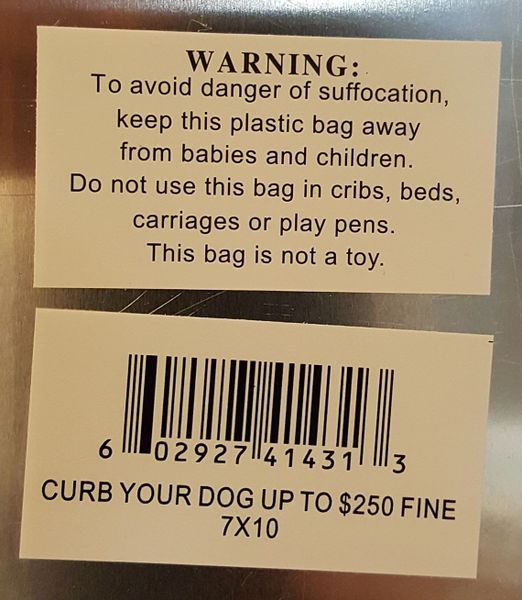 WARNING:
To avoid danger of suffocation,
keep this plastic bag away
from babies and children.
Do not use this bag in cribs, beds,
carriages or play pens.
This bag is not a toy.
6 02927 41431 3
CURB YOUR DOG UP TO $250 FINE
7X10